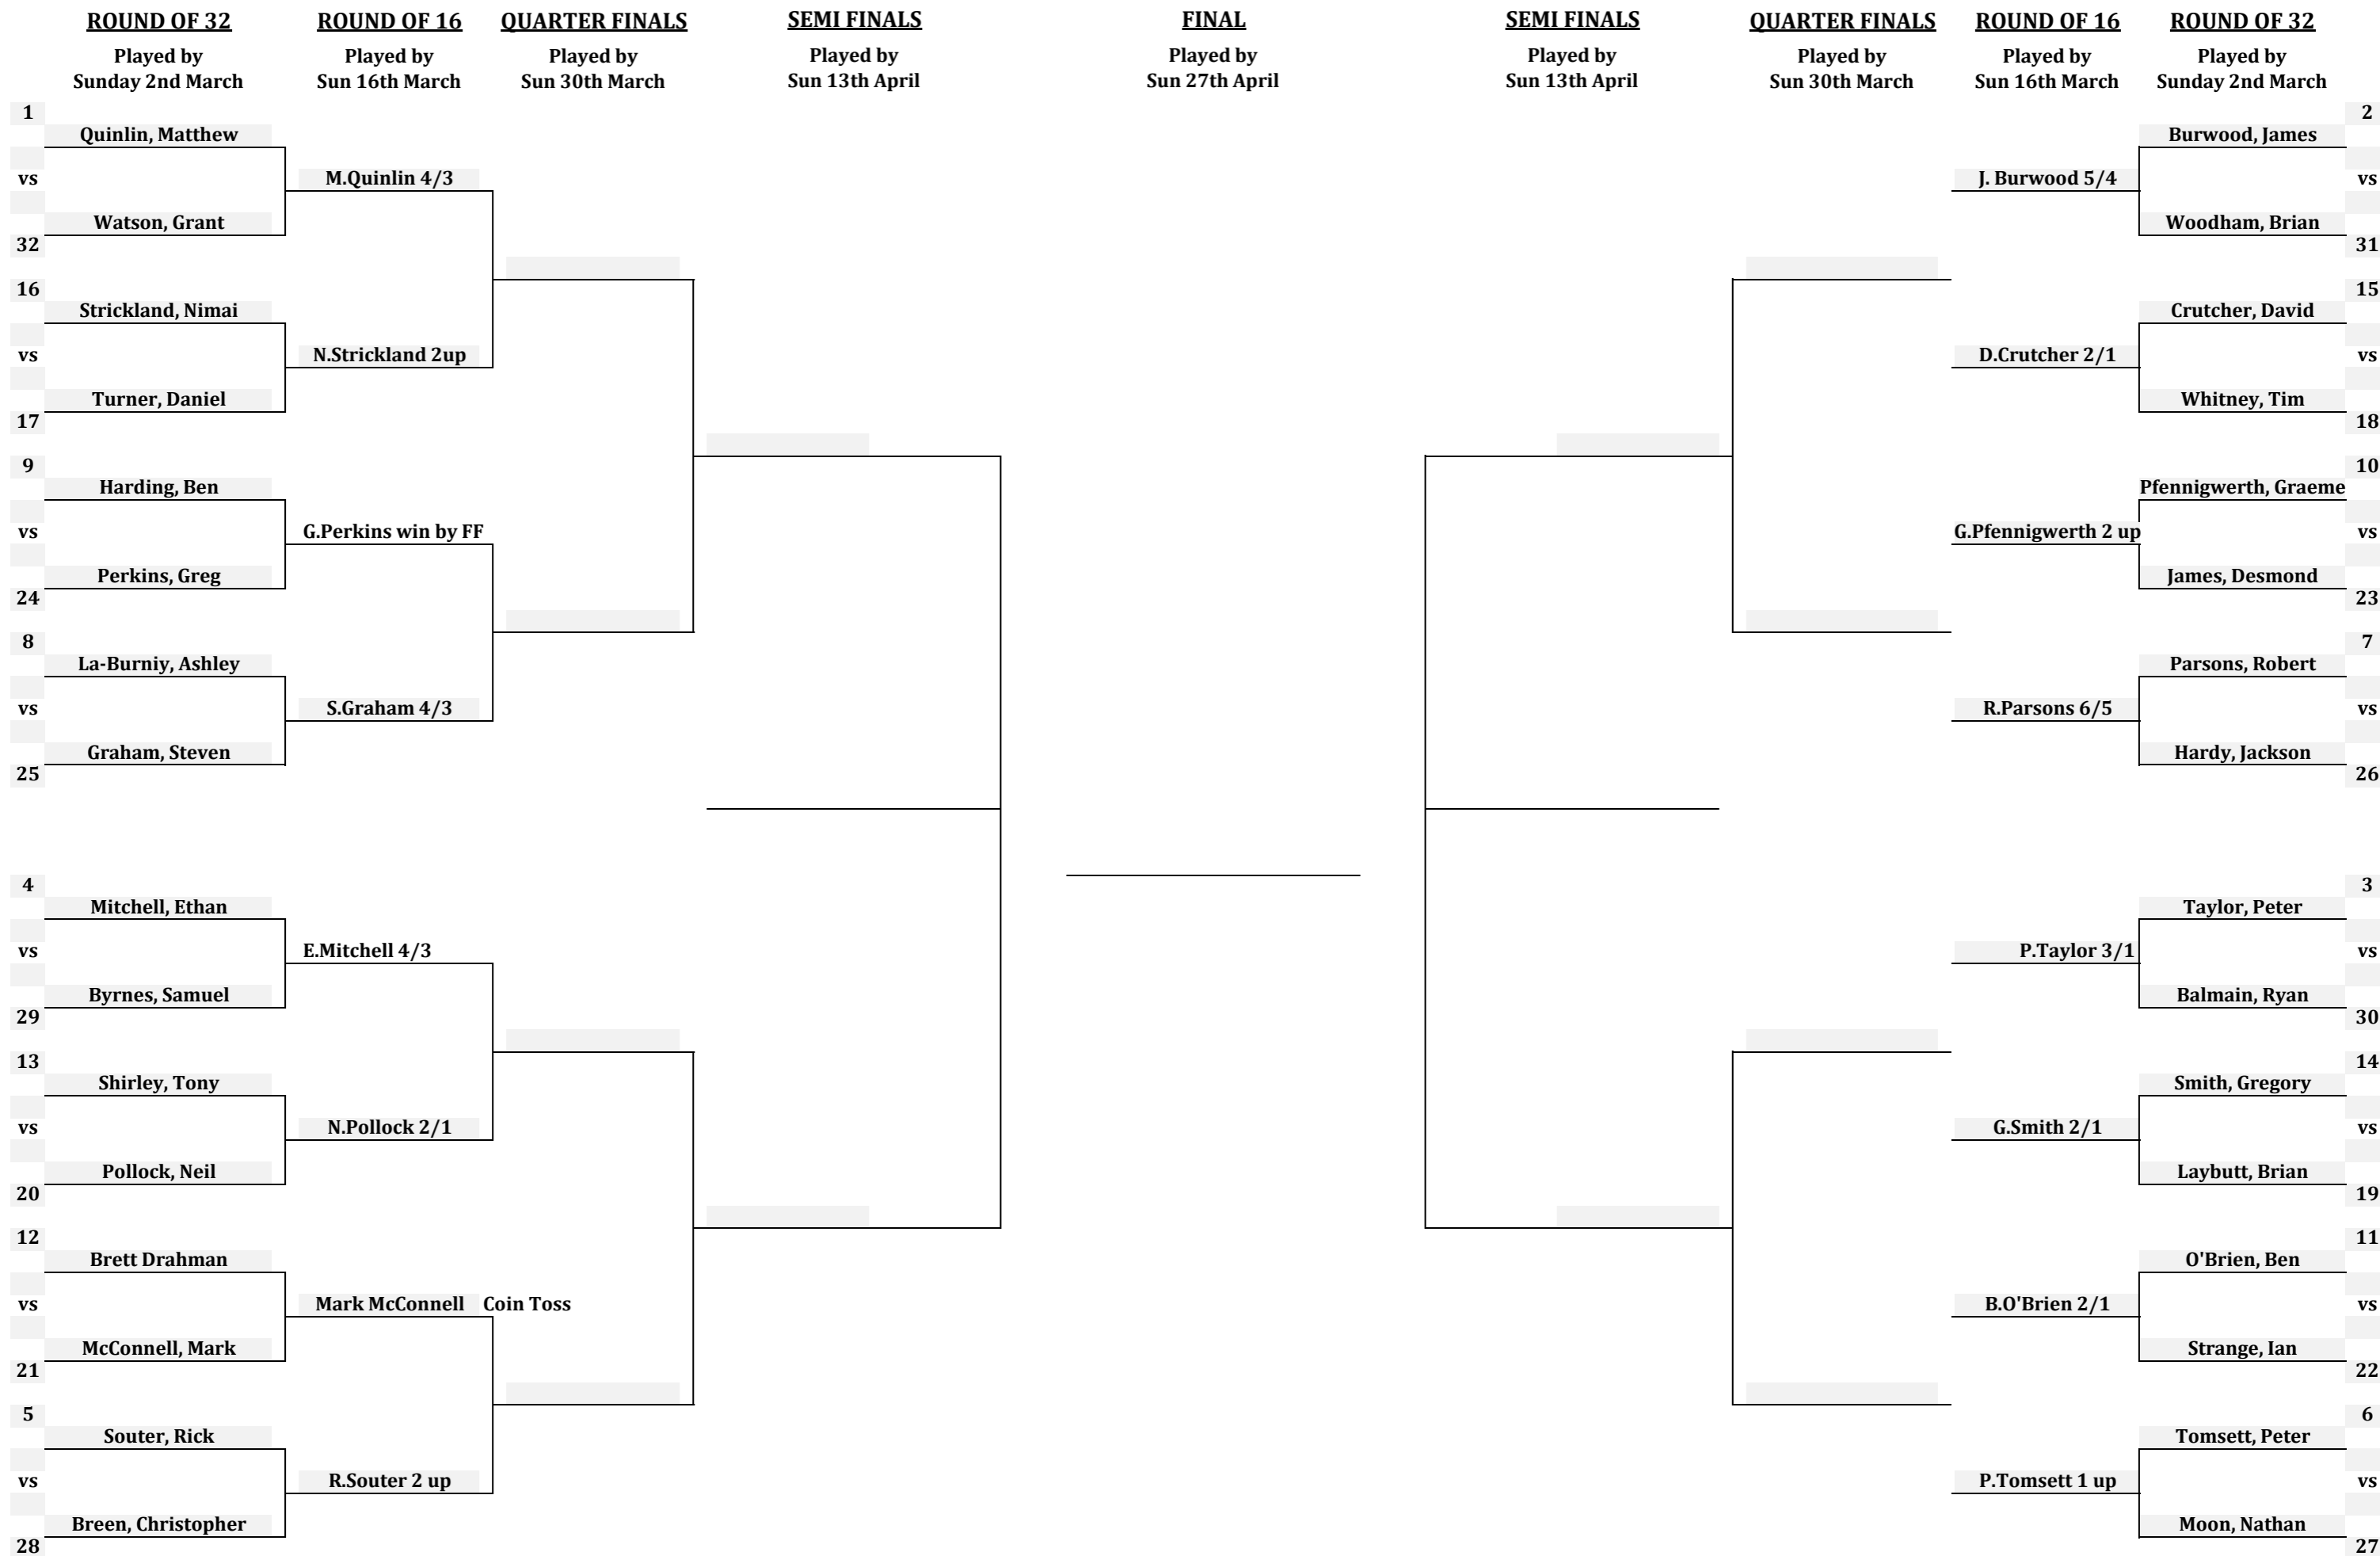 ROUND OF 32 ROUND OF 16 QUARTER FINALS SEMI FINALS FINAL SEMI FINALS QUARTER FINALS ROUND OF 16 ROUND OF 32
Played by Played by Played by Played by Played by Played by Played by Played by Played by
Sunday 2nd March Sun 16th March Sun 30th March Sun 13th April Sun 27th April Sun 13th April Sun 30th March Sun 16th March Sunday 2nd March
1 2
Quinlin, Matthew Burwood, James
vs M.Quinlin 4/3 J. Burwood 5/4 vs
Watson, Grant Woodham, Brian
32 31
16 15
Strickland, Nimai Crutcher, David
vs N.Strickland 2up D.Crutcher 2/1 vs
Turner, Daniel Whitney, Tim
17 18
9 10
Harding, Ben Pfennigwerth, Graeme
vs G.Perkins win by FF G.Pfennigwerth 2 up vs
Perkins, Greg James, Desmond
24 23
8 7
La-Burniy, Ashley Parsons, Robert
vs S.Graham 4/3 R.Parsons 6/5 vs
Graham, Steven Hardy, Jackson
25 26
4 3
Mitchell, Ethan Taylor, Peter
vs E.Mitchell 4/3 P.Taylor 3/1 vs
Byrnes, Samuel Balmain, Ryan
29 30
13 14
Shirley, Tony Smith, Gregory
vs N.Pollock 2/1 G.Smith 2/1 vs
Pollock, Neil Laybutt, Brian
20 19
12 11
Brett Drahman O'Brien, Ben
vs Mark McConnell Coin Toss B.O'Brien 2/1 vs
McConnell, Mark Strange, Ian
21 22
5 6
Souter, Rick Tomsett, Peter
vs R.Souter 2 up P.Tomsett 1 up vs
Breen, Christopher Moon, Nathan
28 27